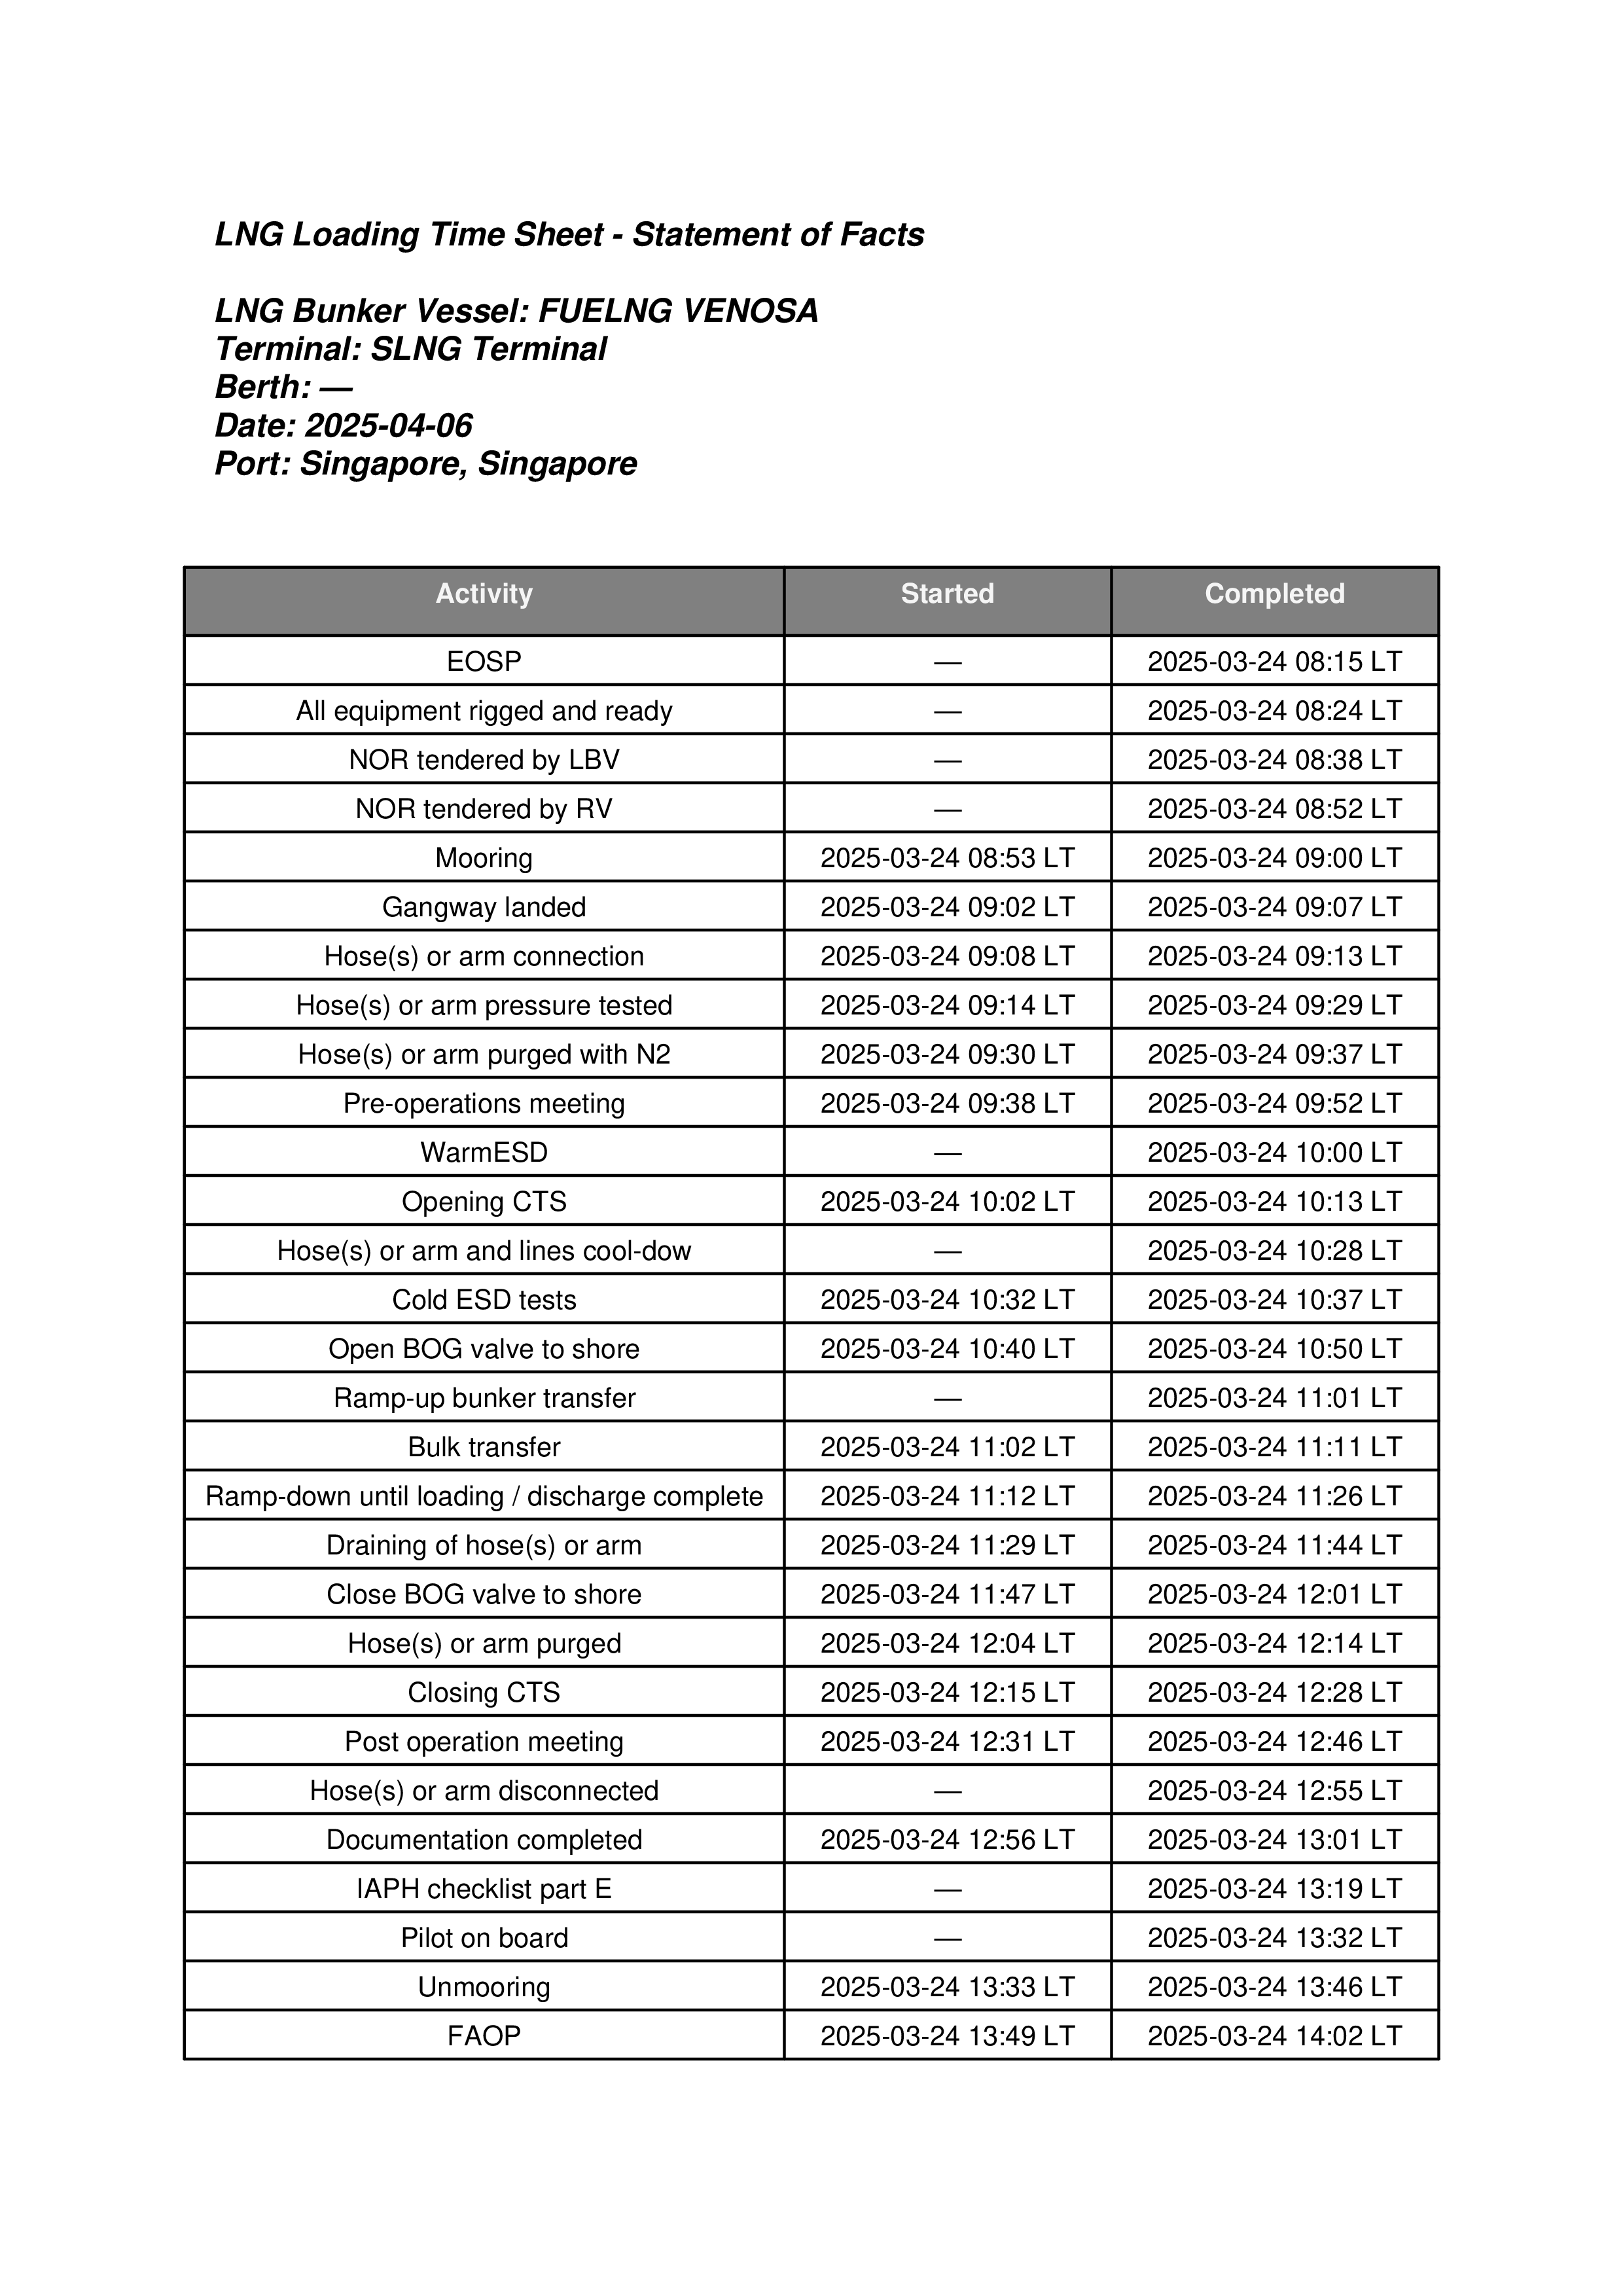 LNG Loading Time Sheet - Statement of Facts
LNG Bunker Vessel: FUELNG VENOSA
Terminal: SLNG Terminal
Berth: —
Date: 2025-04-06
Port: Singapore, Singapore
Activity Started Completed
EOSP — 2025-03-24 08:15 LT
All equipment rigged and ready — 2025-03-24 08:24 LT
NOR tendered by LBV — 2025-03-24 08:38 LT
NOR tendered by RV — 2025-03-24 08:52 LT
Mooring 2025-03-24 08:53 LT 2025-03-24 09:00 LT
Gangway landed 2025-03-24 09:02 LT 2025-03-24 09:07 LT
Hose(s) or arm connection 2025-03-24 09:08 LT 2025-03-24 09:13 LT
Hose(s) or arm pressure tested 2025-03-24 09:14 LT 2025-03-24 09:29 LT
Hose(s) or arm purged with N2 2025-03-24 09:30 LT 2025-03-24 09:37 LT
Pre-operations meeting 2025-03-24 09:38 LT 2025-03-24 09:52 LT
WarmESD — 2025-03-24 10:00 LT
Opening CTS 2025-03-24 10:02 LT 2025-03-24 10:13 LT
Hose(s) or arm and lines cool-dow — 2025-03-24 10:28 LT
Cold ESD tests 2025-03-24 10:32 LT 2025-03-24 10:37 LT
Open BOG valve to shore 2025-03-24 10:40 LT 2025-03-24 10:50 LT
Ramp-up bunker transfer — 2025-03-24 11:01 LT
Bulk transfer 2025-03-24 11:02 LT 2025-03-24 11:11 LT
Ramp-down until loading / discharge complete 2025-03-24 11:12 LT 2025-03-24 11:26 LT
Draining of hose(s) or arm 2025-03-24 11:29 LT 2025-03-24 11:44 LT
Close BOG valve to shore 2025-03-24 11:47 LT 2025-03-24 12:01 LT
Hose(s) or arm purged 2025-03-24 12:04 LT 2025-03-24 12:14 LT
Closing CTS 2025-03-24 12:15 LT 2025-03-24 12:28 LT
Post operation meeting 2025-03-24 12:31 LT 2025-03-24 12:46 LT
Hose(s) or arm disconnected — 2025-03-24 12:55 LT
Documentation completed 2025-03-24 12:56 LT 2025-03-24 13:01 LT
IAPH checklist part E — 2025-03-24 13:19 LT
Pilot on board — 2025-03-24 13:32 LT
Unmooring 2025-03-24 13:33 LT 2025-03-24 13:46 LT
FAOP 2025-03-24 13:49 LT 2025-03-24 14:02 LT